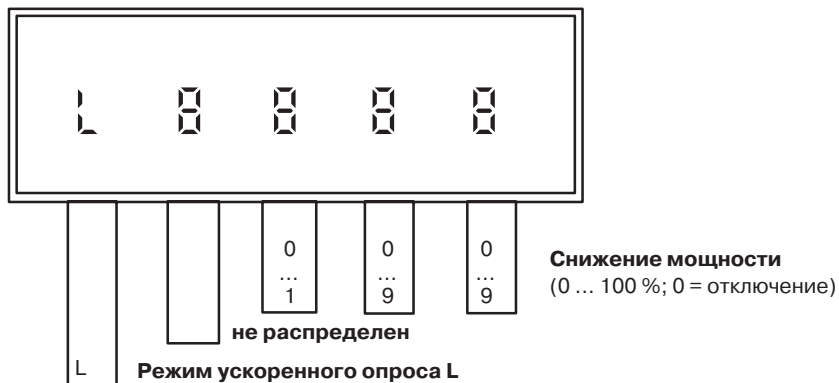 L 8 8 8 8
0 0 0
... ... ...
1 9 9
Снижение мощности
(0 ... 100 %; 0 = отключение)
не распределен
L Режим ускоренного опроса L